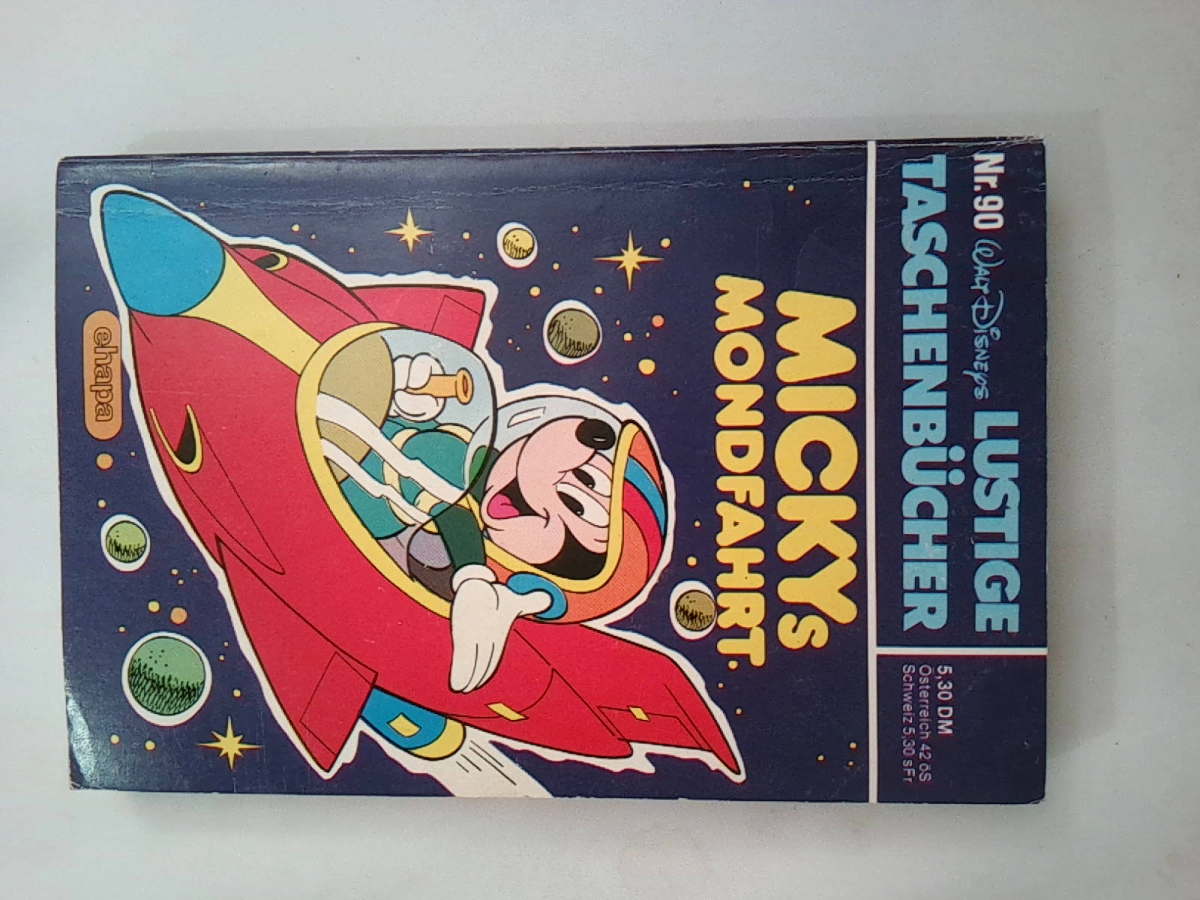 Nr. 90 Walt Disneys LUSTIGE
TASCHENBÜCHER
5,30 DM
Österreich 42 öS
Schweiz 5,30 sFr
MICKYS
MONDFAHRT
ehapa